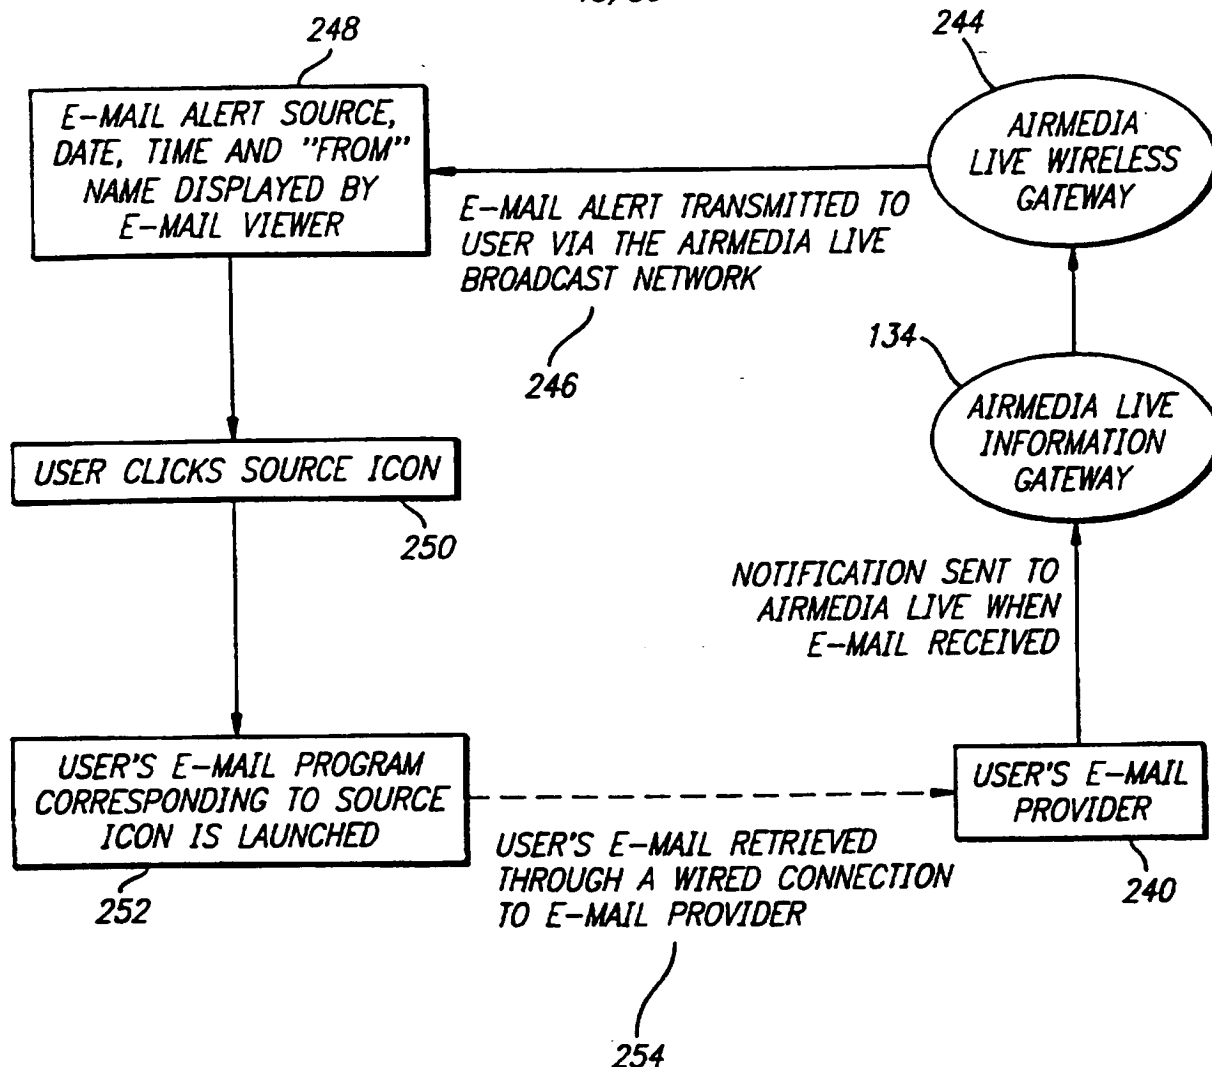 248
244
E-MAIL ALERT SOURCE,
DATE, TIME AND "FROM"
NAME DISPLAYED BY
E-MAIL VIEWER
AIRMEDIA
LIVE WIRELESS
GATEWAY
E-MAIL ALERT TRANSMITTED TO
USER VIA THE AIRMEDIA LIVE
BROADCAST NETWORK
246
134
AIRMEDIA LIVE
INFORMATION
GATEWAY
USER CLICKS SOURCE ICON
250
NOTIFICATION SENT TO
AIRMEDIA LIVE WHEN
E-MAIL RECEIVED
USER'S E-MAIL PROGRAM
CORRESPONDING TO SOURCE
ICON IS LAUNCHED
252
USER'S E-MAIL
PROVIDER
240
USER'S E-MAIL RETRIEVED
THROUGH A WIRED CONNECTION
TO E-MAIL PROVIDER
254